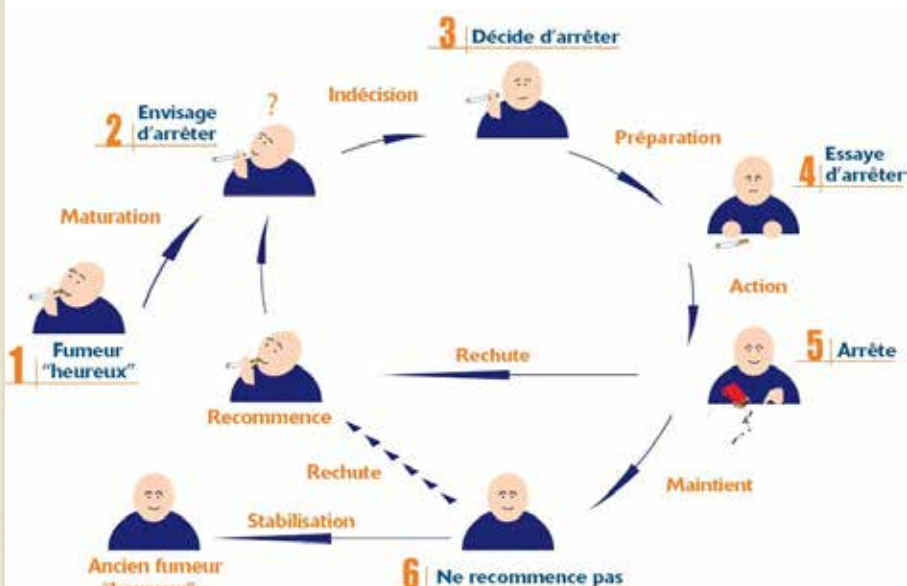 3 Décide d'arrêter
Indécision
2 Envisage
d'arrêter
?
Préparation
4 Essaye
d'arrêter
Maturation
Action
1 Fumeur
"heureux"
Rechute
5 Arrête
Recommence
Rechute
Maintient
Stabilisation
Ancien fumeur
6 Ne recommence pas